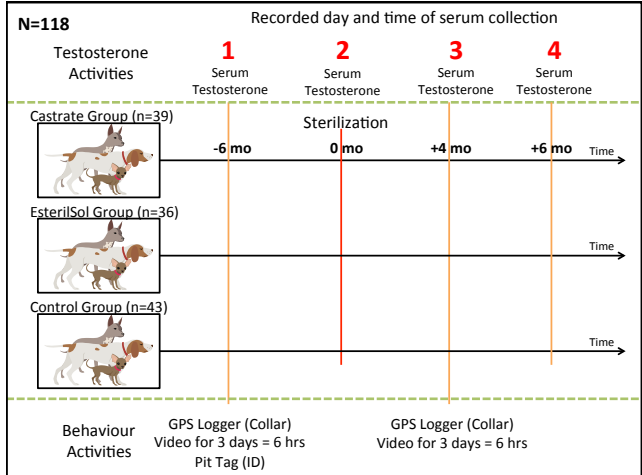 N=118
Recorded day and time of serum collection
Testosterone
Activities
1
Serum
Testosterone
2
Serum
Testosterone
3
Serum
Testosterone
4
Serum
Testosterone
Castrate Group (n=39)
Sterilization
-6 mo
0 mo
+4 mo
+6 mo
Time
EsterilSol Group (n=36)
Time
Control Group (n=43)
Time
Behaviour
Activities
GPS Logger (Collar)
Video for 3 days = 6 hrs
Pit Tag (ID)
GPS Logger (Collar)
Video for 3 days = 6 hrs